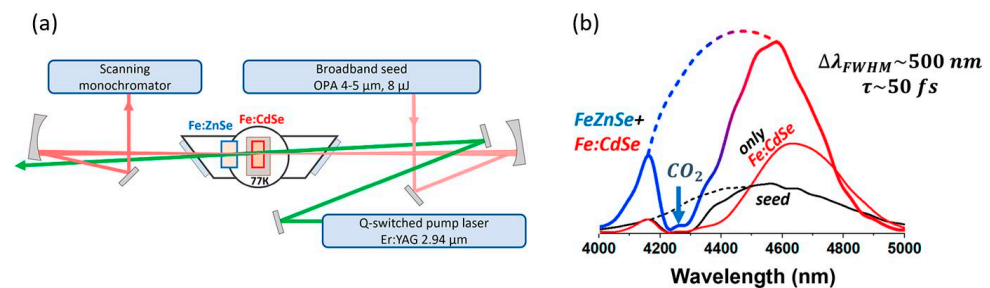 (a)
Scanning
monochromator
Broadband seed
OPA 4-5 µm, 8 µJ
Fe:ZnSe
Fe:CdSe
77K
Q-switched pump laser
Er:YAG 2.94 µm
(b)
Δλ_FWHM~500 nm
τ~50 fs
FeZnSe+
Fe:CdSe
CO₂
only
Fe:CdSe
seed
4000 4200 4400 4600 4800 5000
Wavelength (nm)